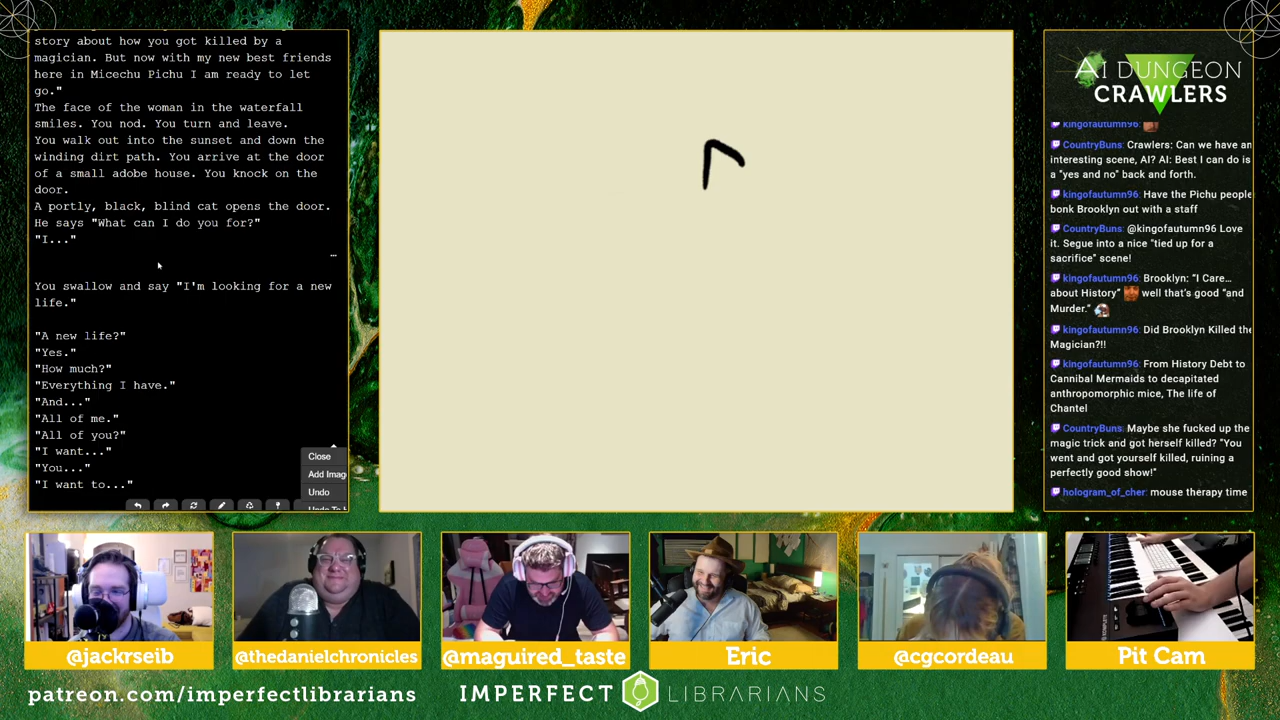 story about how you got killed by a
magician. But now with my new best friends
here in Micechu Pichu I am ready to let
go."
The face of the woman in the waterfall
smiles. You nod. You turn and leave.
You walk out into the sunset and down the
winding dirt path. You arrive at the door
of a small adobe house. You knock on the
door.
A portly, black, blind cat opens the door.
He says "What can I do you for?"
"I..."
You swallow and say "I'm looking for a new
life."
"A new life?"
"Yes."
"How much?"
"Everything I have."
"And..."
"All of me."
"All of you?"
"I want..."
"You..."
"I want to..."
Close
Add Imag
Undo
AI DUNGEON
CRAWLERS
kingofautumn96:
CountryBuns: Crawlers: Can we have an
interesting scene, AI? AI: Best I can do is
a "yes and no" back and forth.
kingofautumn96: Have the Pichu people
bonk Brooklyn out with a staff
CountryBuns: @kingofautumn96 Love
it. Segue into a nice "tied up for a
sacrifice" scene!
kingofautumn96: Brooklyn: "I Care...
about History" well that's good "and
Murder."
kingofautumn96: Did Brooklyn Killed the
Magician?!!
kingofautumn96: From History Debt to
Cannibal Mermaids to decapitated
anthropomorphic mice, The life of
Chantel
CountryBuns: Maybe she fucked up the
magic trick and got herself killed? "You
went and got yourself killed, ruining a
perfectly good show!"
hologram_of_cher: mouse therapy time
@jackrseib
@thedanielchronicles
@maguired_taste
Eric
@cgcordeau
Pit Cam
patreon.com/imperfectlibrarians
IMPERFECT LIBRARIANS